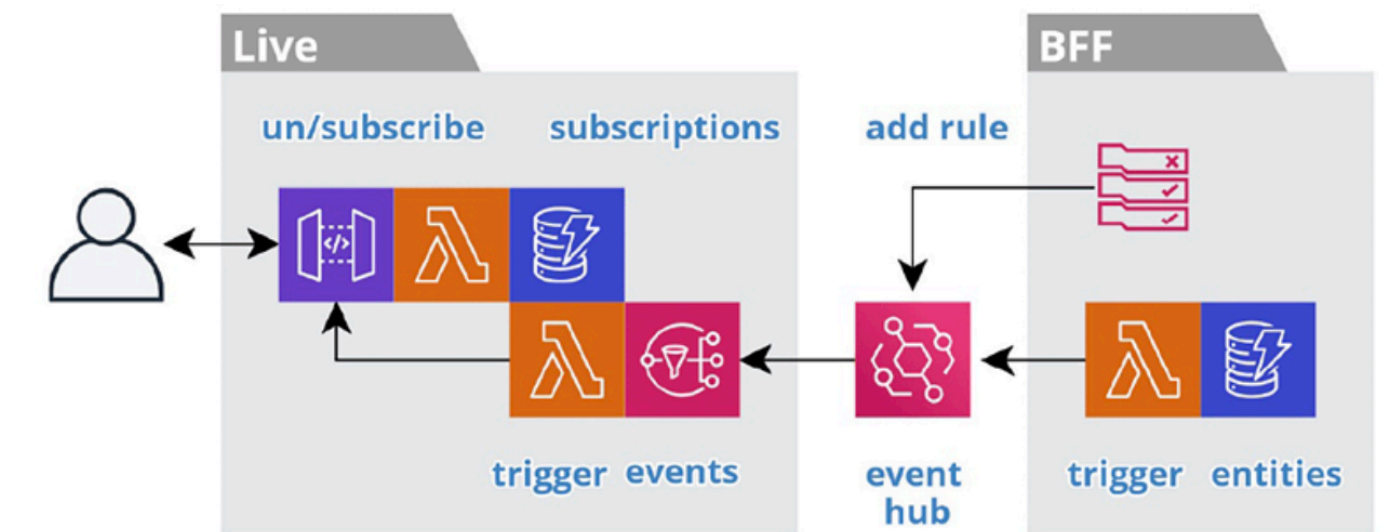 Live
BFF
un/subscribe
subscriptions
add rule
</>
trigger
events
event
hub
trigger
entities